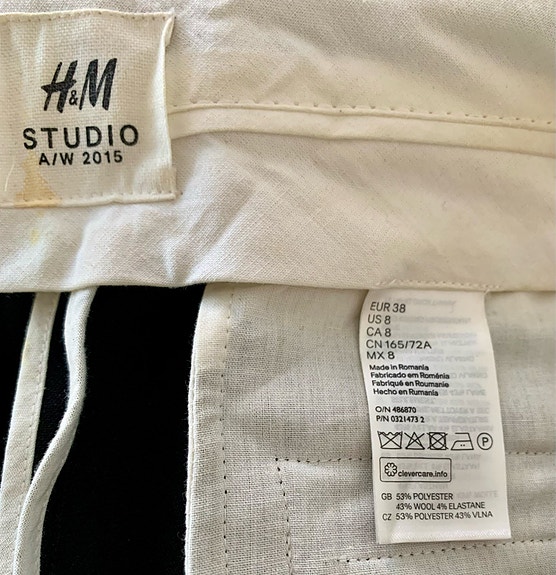 H&M
STUDIO
A/W 2015
EUR 38
US 8
CA 8
CN 165/72A
MX 8
Made in Romania
Fabricado em Roménia
Fabriqué en Roumanie
Hecho en Rumania
O/N 486870
P/N 0321473 2
P
clevercare.info
GB 53% POLYESTER
43% WOOL 4% ELASTANE
CZ 53% POLYESTER 43% VLNA